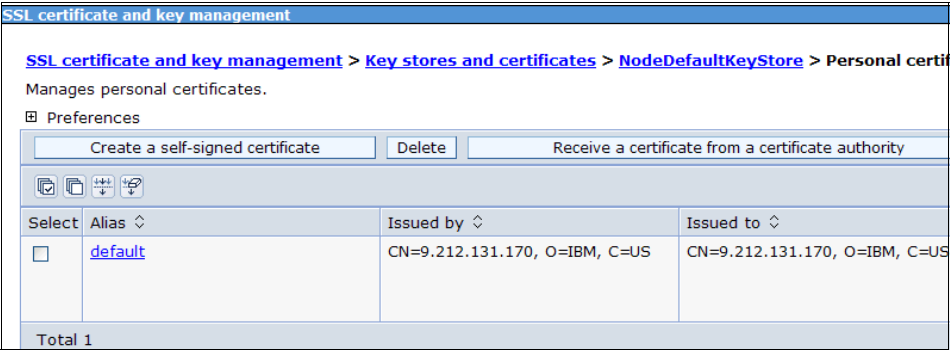 SSL certificate and key management
SSL certificate and key management > Key stores and certificates > NodeDefaultKeyStore > Personal certif
Manages personal certificates.
Preferences
Create a self-signed certificate Delete Receive a certificate from a certificate authority
Select Alias Issued by Issued to
default CN=9.212.131.170, O=IBM, C=US CN=9.212.131.170, O=IBM, C=US
Total 1